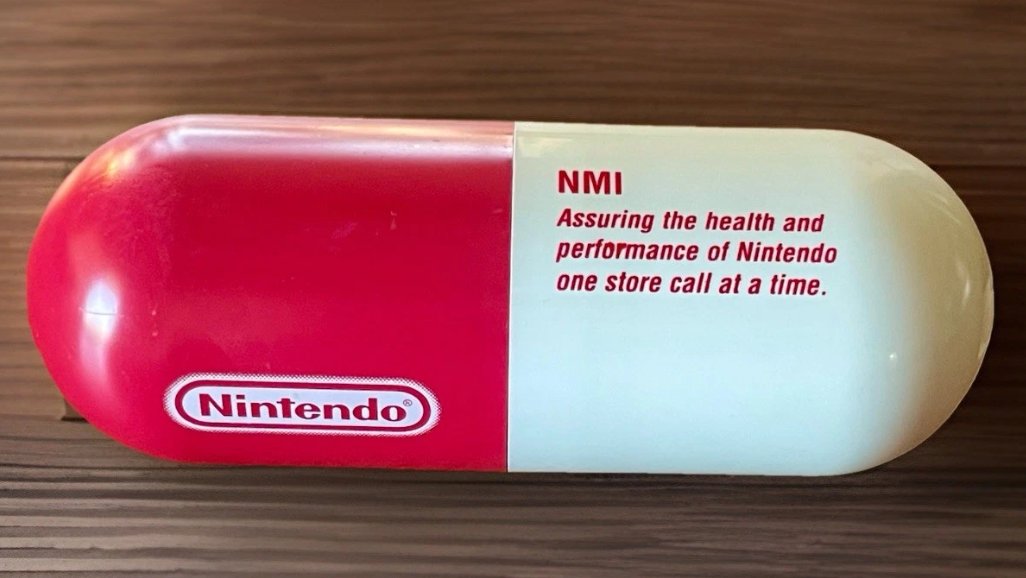 Nintendo®
NMI
Assuring the health and
performance of Nintendo
one store call at a time.